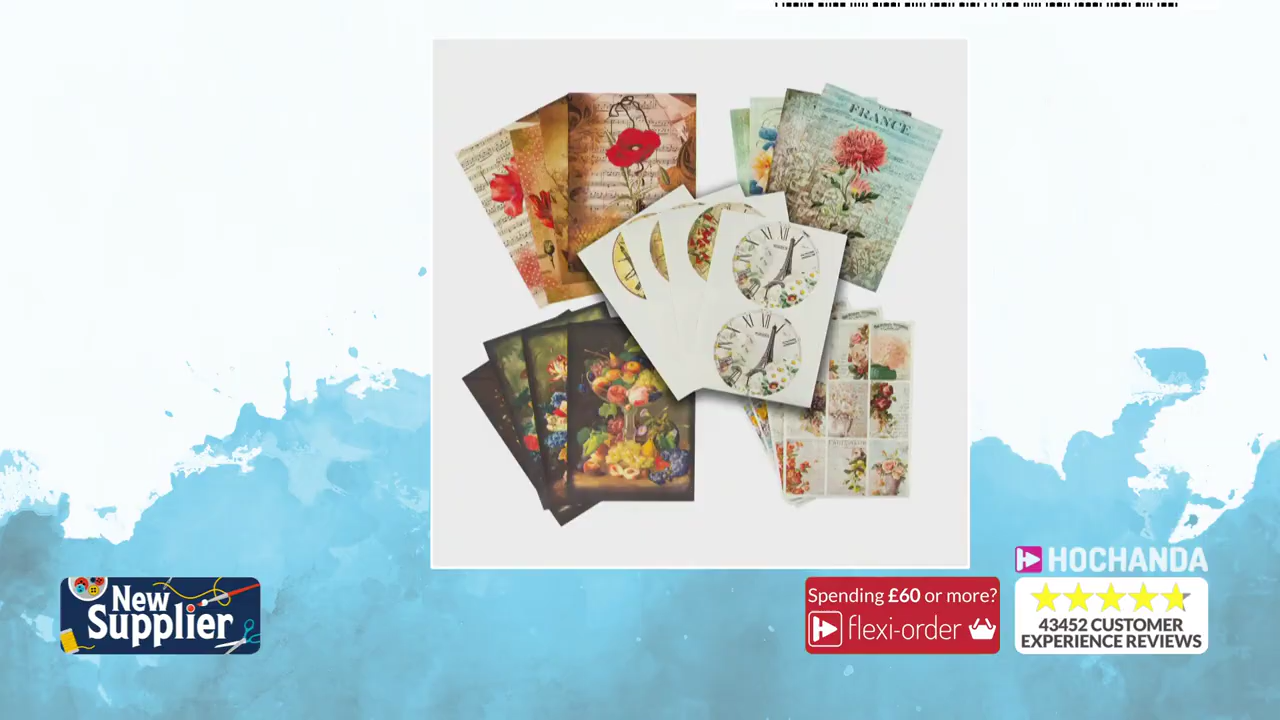 FRANCE
New
Supplier
Spending £60 or more?
flexi-order
HOCHANDA
43452 CUSTOMER
EXPERIENCE REVIEWS